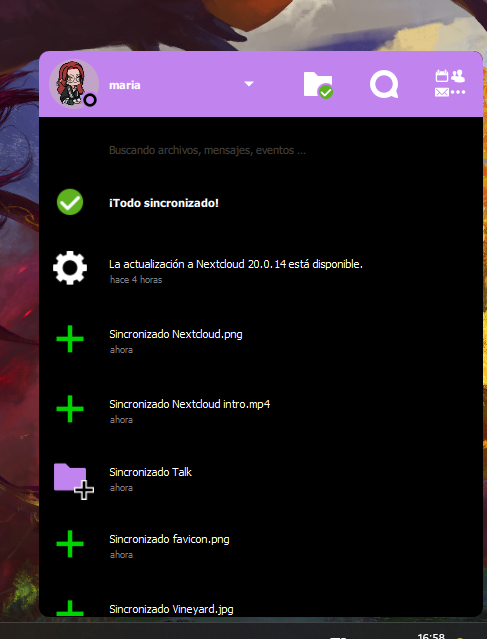 maria
Buscando archivos, mensajes, eventos ...
¡Todo sincronizado!
La actualización a Nextcloud 20.0.14 está disponible.
hace 4 horas
Sincronizado Nextcloud.png
ahora
Sincronizado Nextcloud intro.mp4
ahora
Sincronizado Talk
ahora
Sincronizado favicon.png
ahora
Sincronizado Vineyard.jpg
16:58